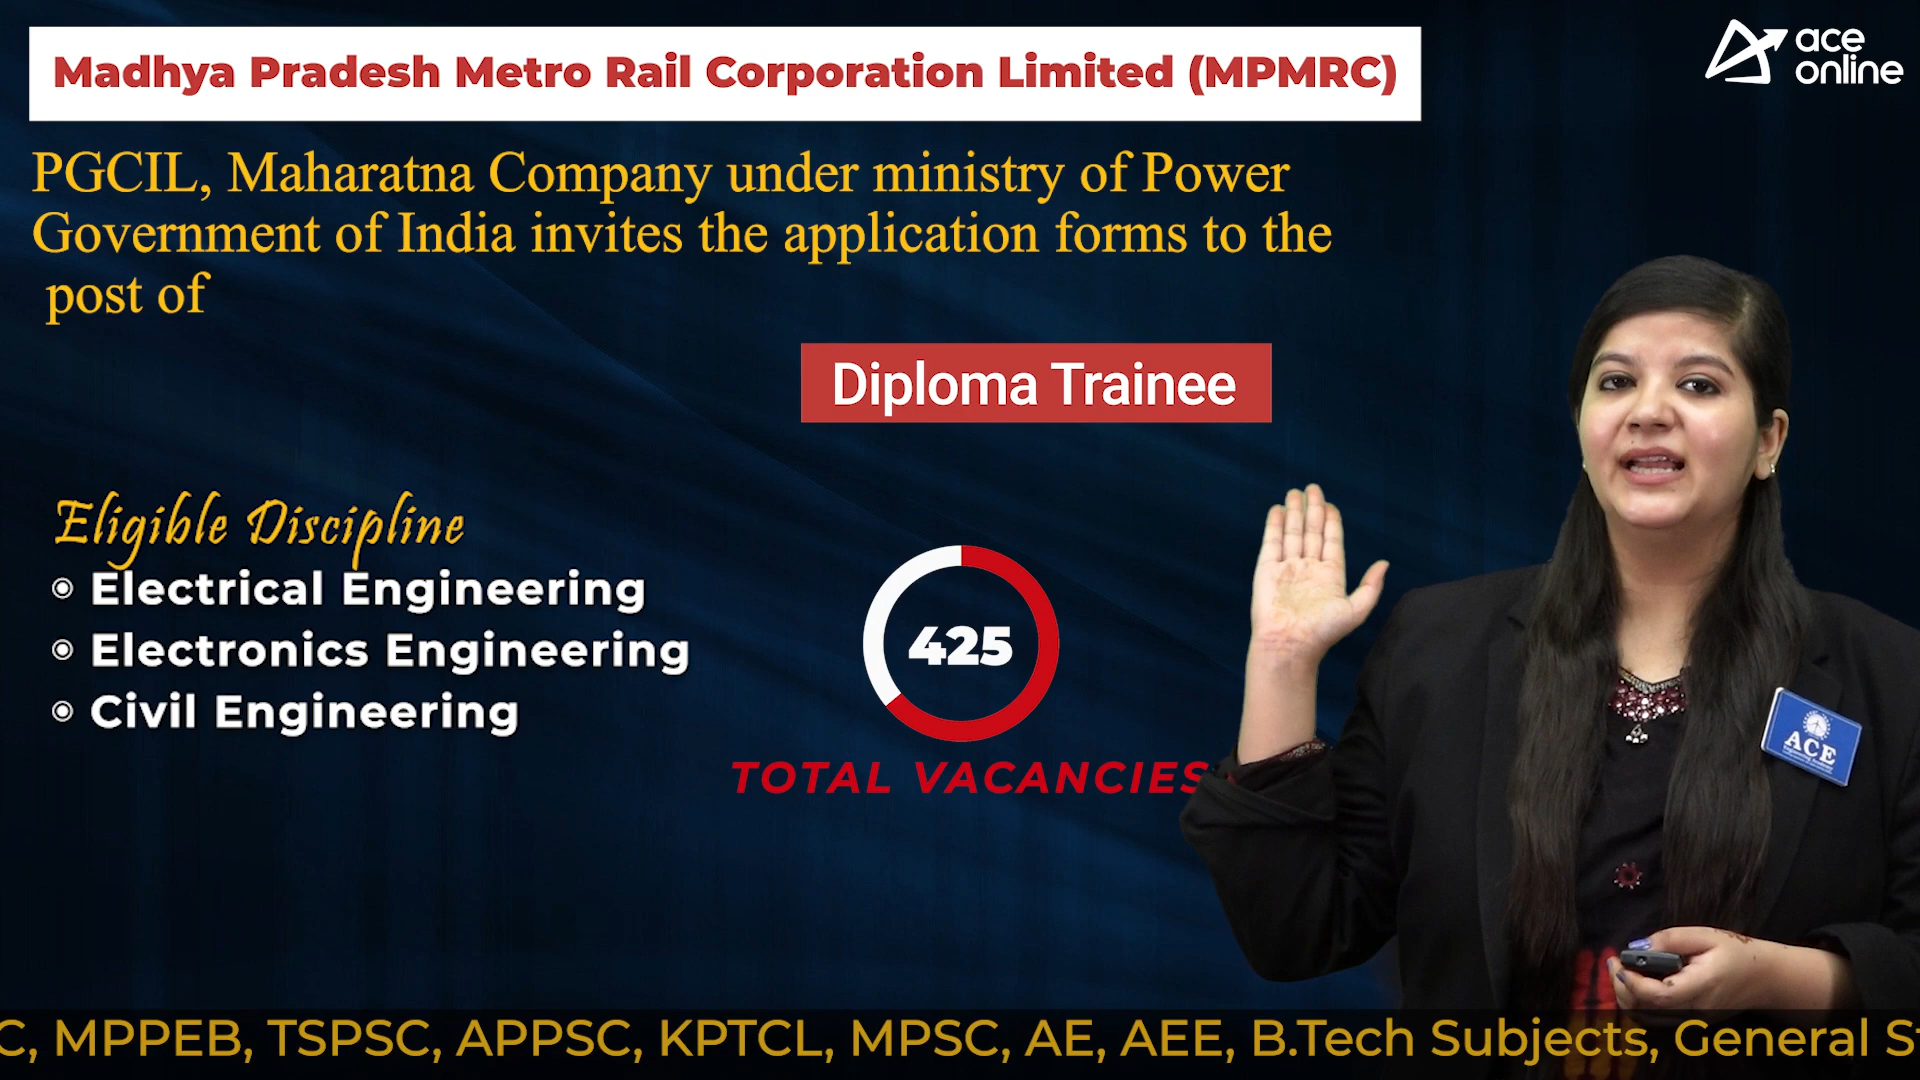 Madhya Pradesh Metro Rail Corporation Limited (MPMRC)
ace
online
PGCIL, Maharatna Company under ministry of Power
Government of India invites the application forms to the
post of
Diploma Trainee
Eligible Discipline
Electrical Engineering
Electronics Engineering
Civil Engineering
425
TOTAL VACANCIES
ACE
C, MPPEB, TSPSC, APPSC, KPTCL, MPSC, AE, AEE, B.Tech Subjects, General S